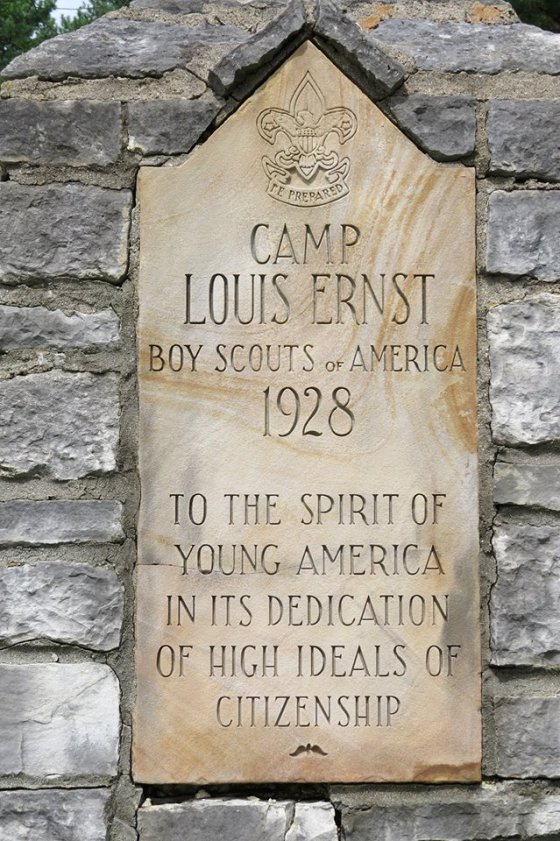 BE PREPARED
CAMP
LOUIS ERNST
BOY SCOUTS OF AMERICA
1928
TO THE SPIRIT OF
YOUNG AMERICA
IN ITS DEDICATION
OF HIGH IDEALS OF
CITIZENSHIP